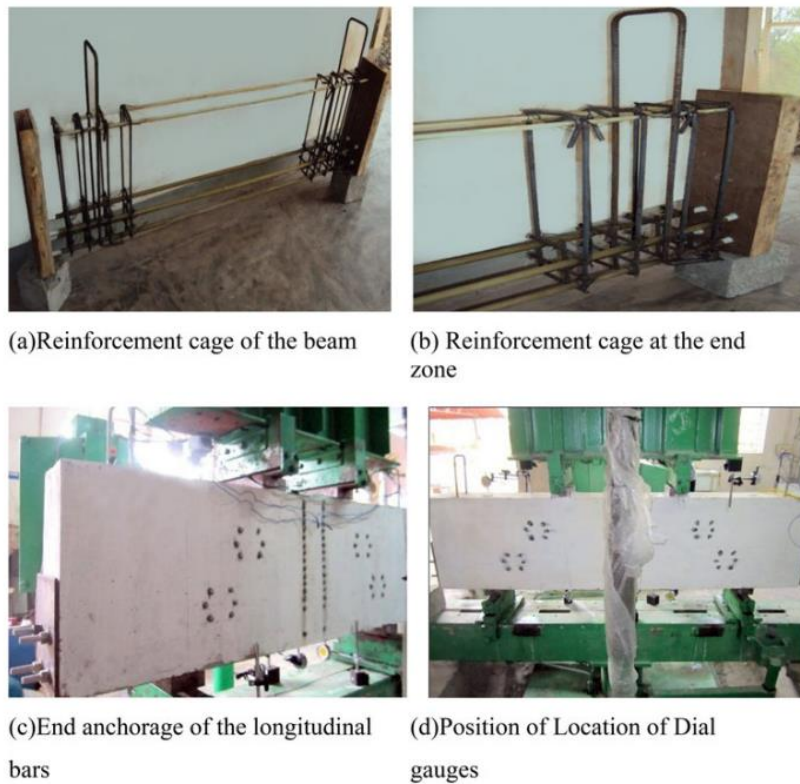 (a)Reinforcement cage of the beam
(b) Reinforcement cage at the end
zone
(c)End anchorage of the longitudinal
bars
(d)Position of Location of Dial
gauges